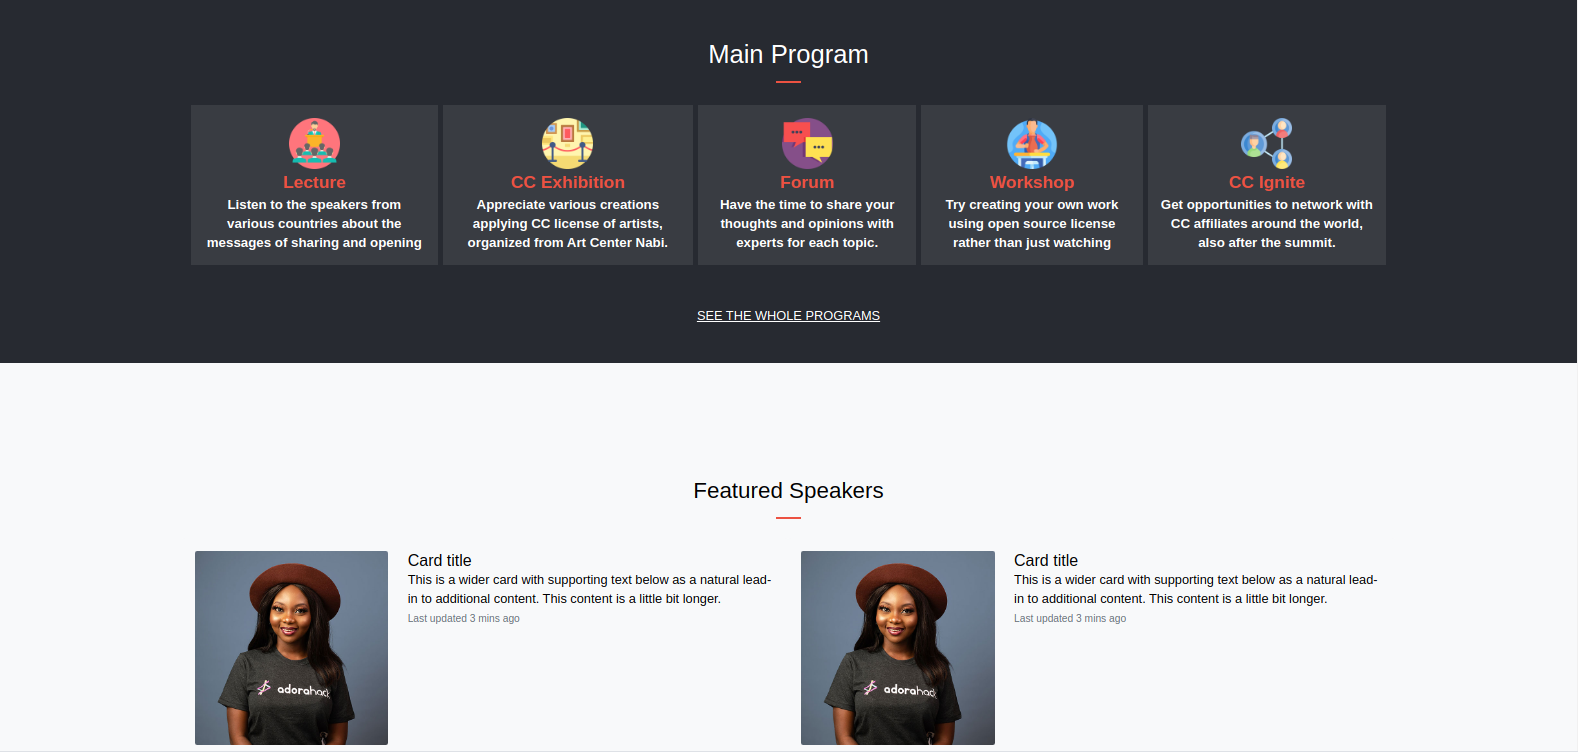 Main Program
Lecture
Listen to the speakers from
various countries about the
messages of sharing and opening
CC Exhibition
Appreciate various creations
applying CC license of artists,
organized from Art Center Nabi.
Forum
Have the time to share your
thoughts and opinions with
experts for each topic.
Workshop
Try creating your own work
using open source license
rather than just watching
CC Ignite
Get opportunities to network with
CC affiliates around the world,
also after the summit.
SEE THE WHOLE PROGRAMS
Featured Speakers
adorahack
Card title
This is a wider card with supporting text below as a natural lead-
in to additional content. This content is a little bit longer.
Last updated 3 mins ago
adorahack
Card title
This is a wider card with supporting text below as a natural lead-
in to additional content. This content is a little bit longer.
Last updated 3 mins ago